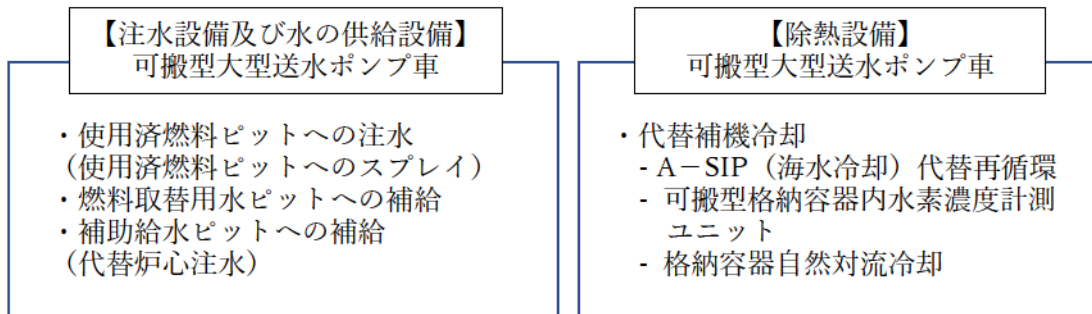 【注水設備及び水の供給設備】
可搬型大型送水ポンプ車
・使用済燃料ピットへの注水
（使用済燃料ピットへのスプレイ）
・燃料取替用水ピットへの補給
・補助給水ピットへの補給
（代替炉心注水）
【除熱設備】
可搬型大型送水ポンプ車
・代替補機冷却
- A－SIP（海水冷却）代替再循環
- 可搬型格納容器内水素濃度計測
ユニット
- 格納容器自然対流冷却